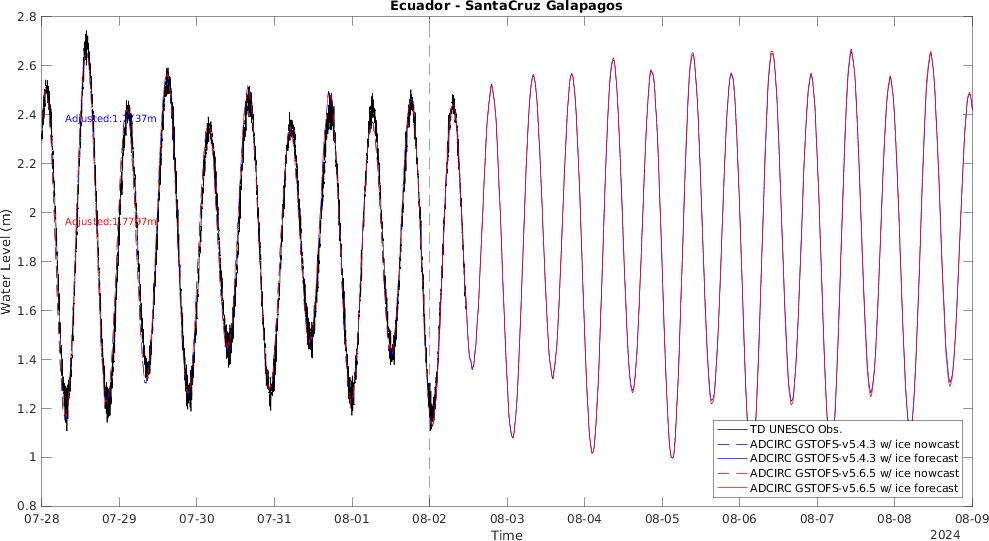 Ecuador - SantaCruz Galapagos
2.8
2.6
2.4
2.2
2
1.8
1.6
1.4
1.2
1
0.8
Water Level (m)
Adjusted:
Adjusted:1.7797m
TD UNESCO Obs.
ADCIRC GSTOFS-v5.4.3 w/ ice nowcast
ADCIRC GSTOFS-v5.4.3 w/ ice forecast
ADCIRC GSTOFS-v5.6.5 w/ ice nowcast
ADCIRC GSTOFS-v5.6.5 w/ ice forecast
07-28 07-29 07-30 07-31 08-01 08-02 08-03 08-04 08-05 08-06 08-07 08-08 08-09
Time
2024